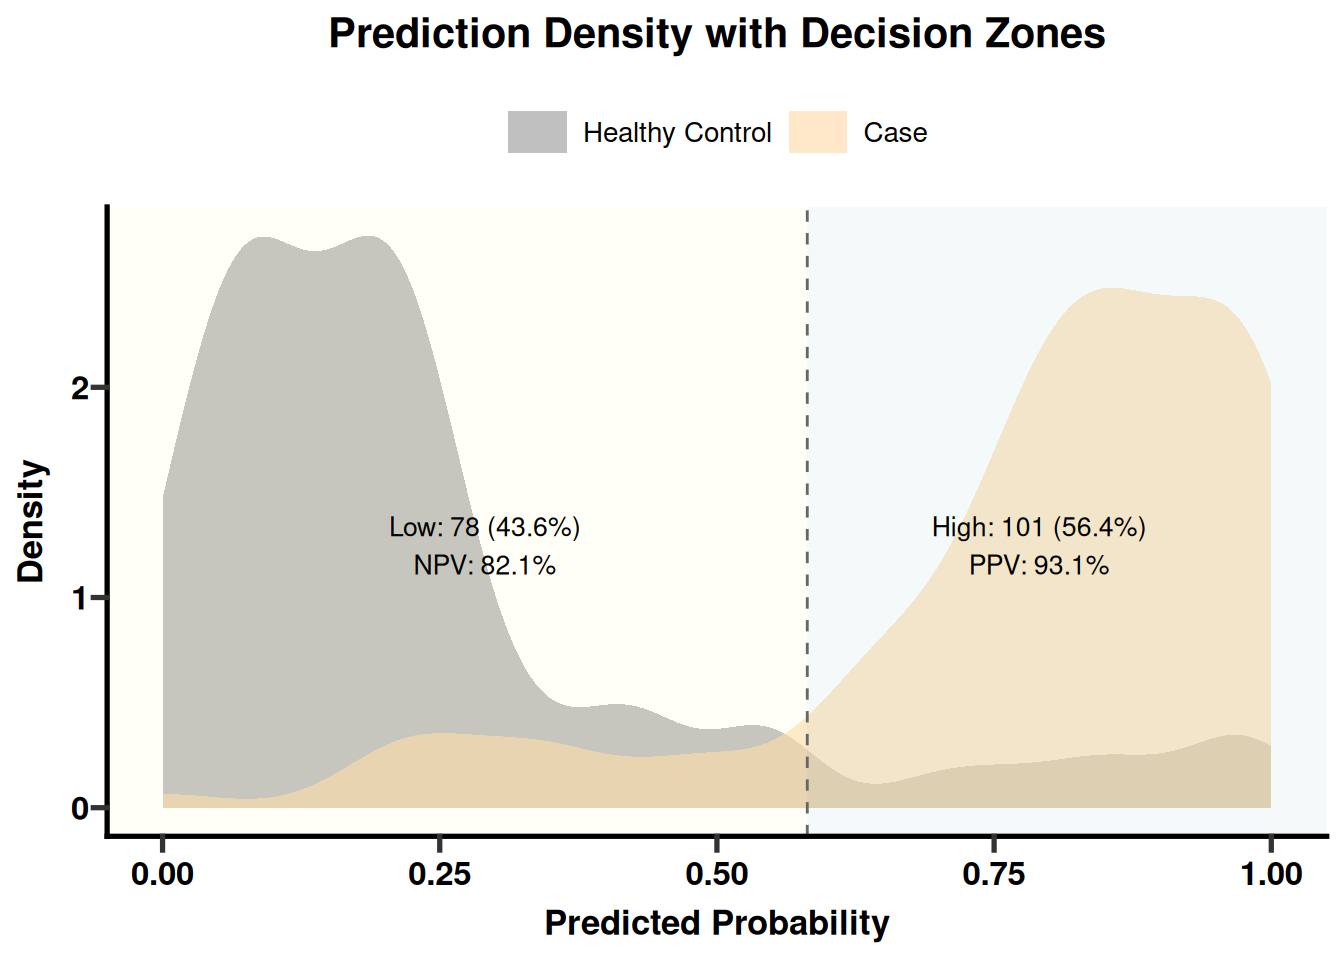 Prediction Density with Decision Zones
Healthy Control
Case
Density
2
1
0
Low: 78 (43.6%)
NPV: 82.1%
High: 101 (56.4%)
PPV: 93.1%
0.00
0.25
0.50
0.75
1.00
Predicted Probability